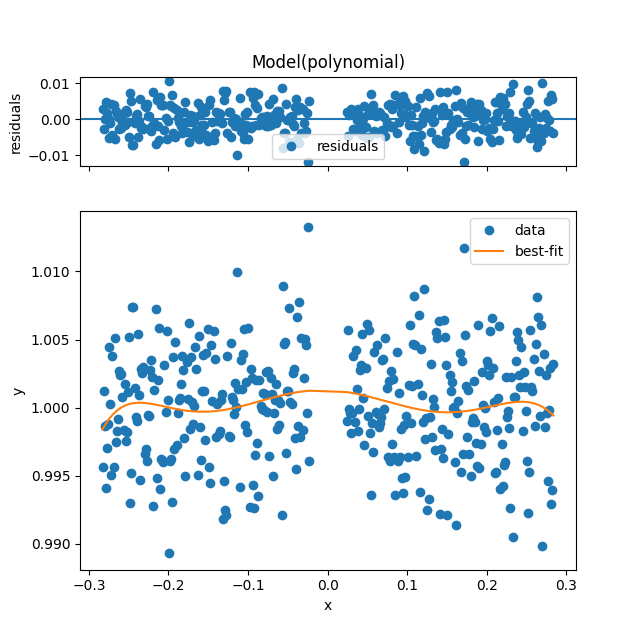 Model(polynomial)
0.01
0.00
−0.01
residuals
residuals
1.010
1.005
1.000
0.995
0.990
y
data
best-fit
−0.3 −0.2 −0.1 0.0 0.1 0.2 0.3
x